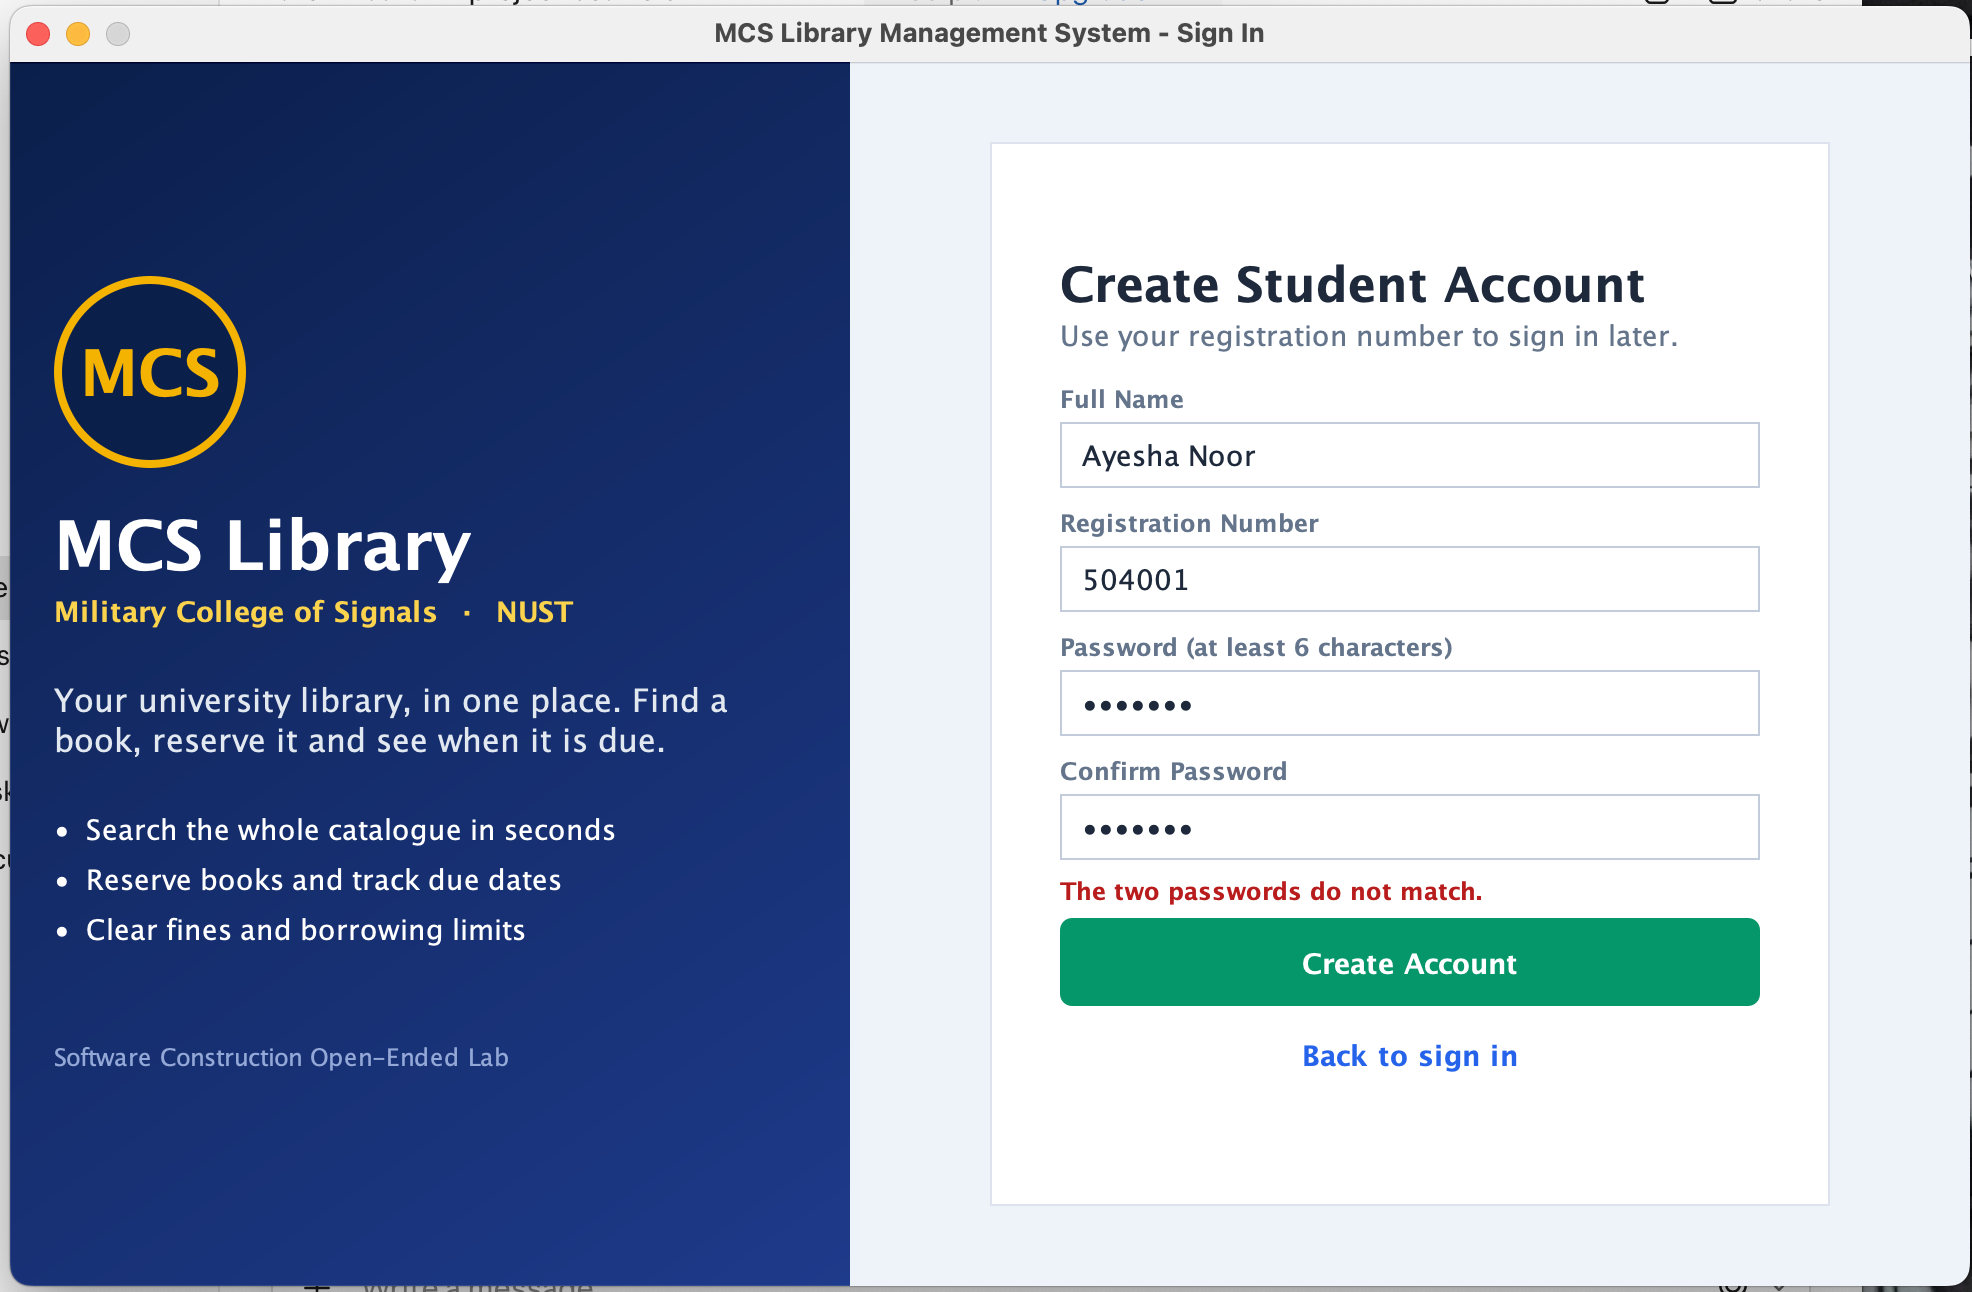 MCS Library Management System - Sign In
MCS
MCS Library
Military College of Signals · NUST
Your university library, in one place. Find a
book, reserve it and see when it is due.
• Search the whole catalogue in seconds
• Reserve books and track due dates
• Clear fines and borrowing limits
Software Construction Open-Ended Lab
Create Student Account
Use your registration number to sign in later.
Full Name
Ayesha Noor
Registration Number
504001
Password (at least 6 characters)
•••••••
Confirm Password
•••••••
The two passwords do not match.
Create Account
Back to sign in
Write a message